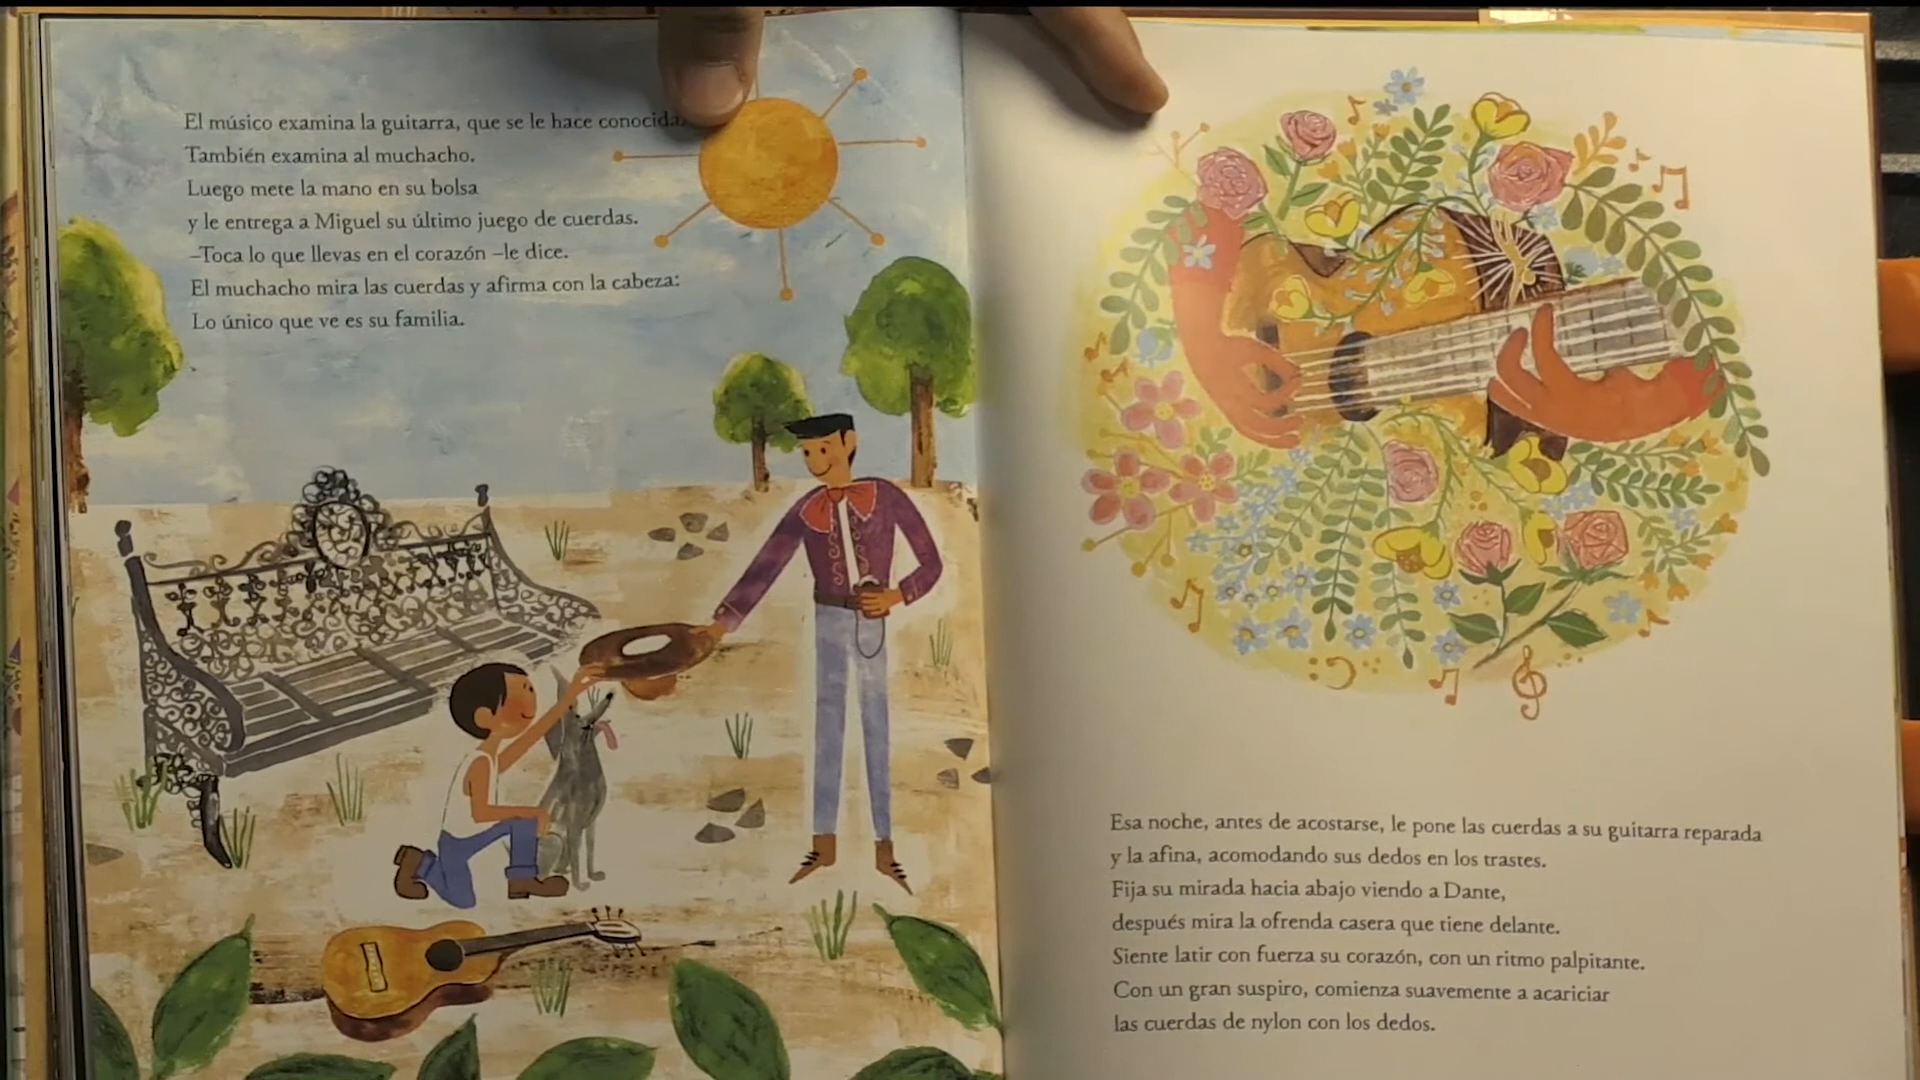 El músico examina la guitarra, que se le hace conocida.
También examina al muchacho.
Luego mete la mano en su bolsa
y le entrega a Miguel su último juego de cuerdas.
–Toca lo que llevas en el corazón –le dice.
El muchacho mira las cuerdas y afirma con la cabeza:
Lo único que ve es su familia.
Esa noche, antes de acostarse, le pone las cuerdas a su guitarra reparada
y la afina, acomodando sus dedos en los trastes.
Fija su mirada hacia abajo viendo a Dante,
después mira la ofrenda casera que tiene delante.
Siente latir con fuerza su corazón, con un ritmo palpitante.
Con un gran suspiro, comienza suavemente a acariciar
las cuerdas de nylon con los dedos.